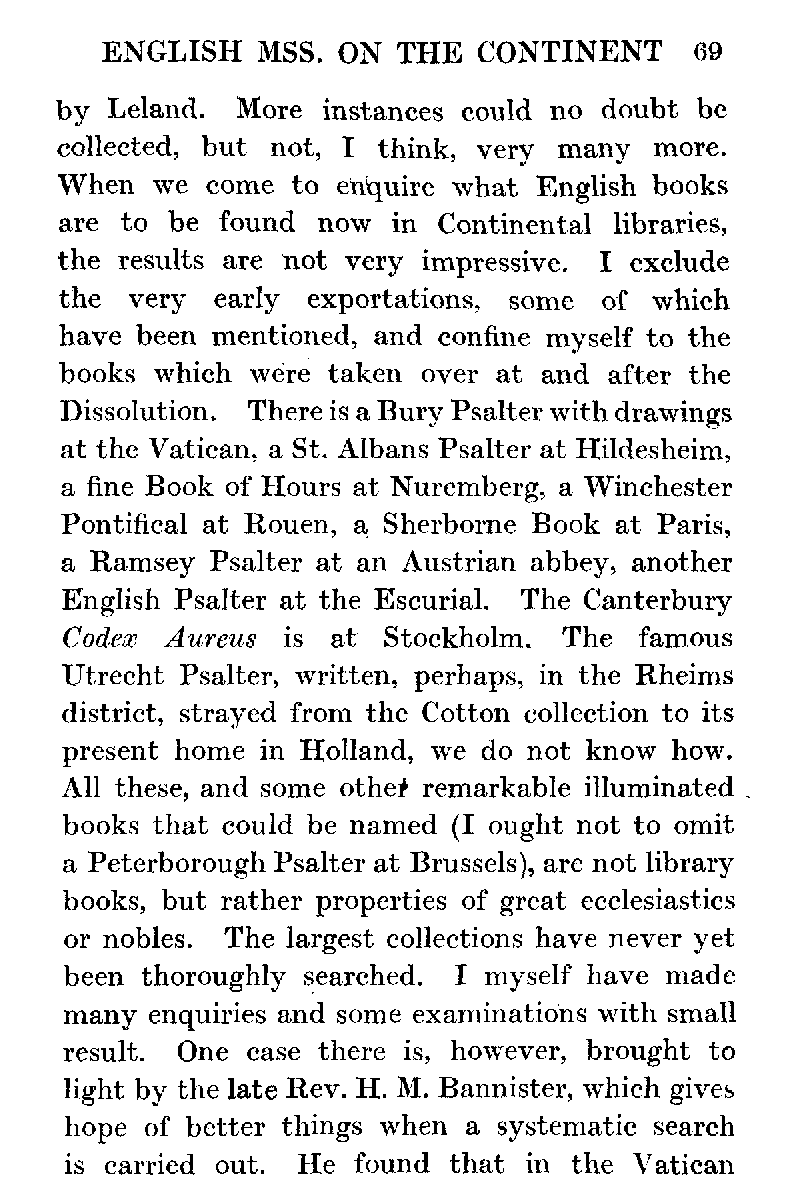 ENGLISH MSS. ON THE CONTINENT 69
by Leland. More instances could no doubt be
collected, but not, I think, very many more.
When we come to enquire what English books
are to be found now in Continental libraries,
the results are not very impressive. I exclude
the very early exportations, some of which
have been mentioned, and confine myself to the
books which were taken over at and after the
Dissolution. There is a Bury Psalter with drawings
at the Vatican, a St. Albans Psalter at Hildesheim,
a fine Book of Hours at Nuremberg, a Winchester
Pontifical at Rouen, a Sherborne Book at Paris,
a Ramsey Psalter at an Austrian abbey, another
English Psalter at the Escurial. The Canterbury
Codex Aureus is at Stockholm. The famous
Utrecht Psalter, written, perhaps, in the Rheims
district, strayed from the Cotton collection to its
present home in Holland, we do not know how.
All these, and some other remarkable illuminated
books that could be named (I ought not to omit
a Peterborough Psalter at Brussels), are not library
books, but rather properties of great ecclesiastics
or nobles. The largest collections have never yet
been thoroughly searched. I myself have made
many enquiries and some examinations with small
result. One case there is, however, brought to
light by the late Rev. H. M. Bannister, which gives
hope of better things when a systematic search
is carried out. He found that in the Vatican